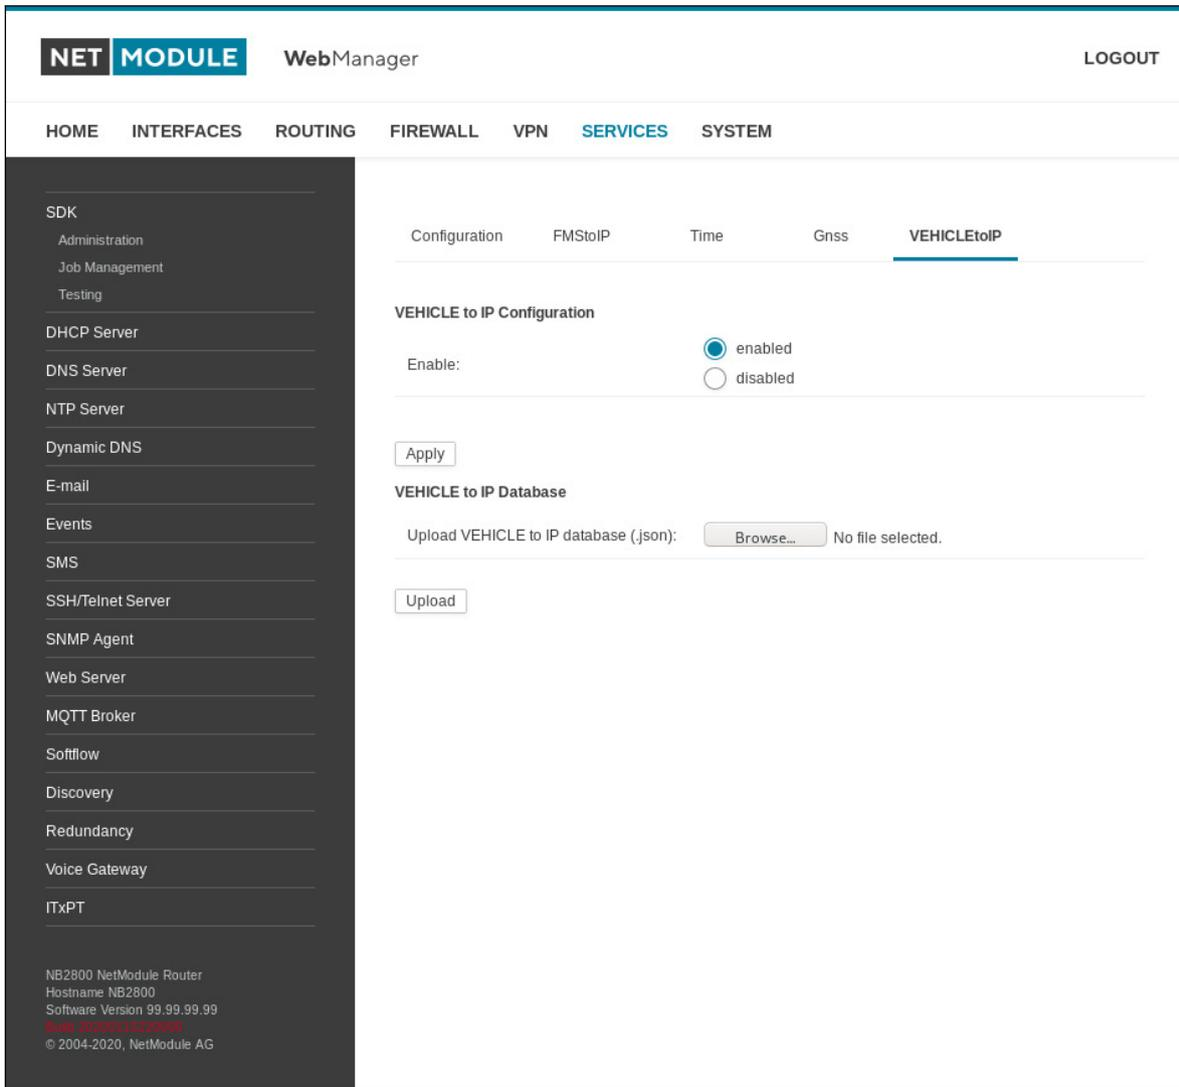 NET MODULE WebManager LOGOUT
HOME INTERFACES ROUTING FIREWALL VPN SERVICES SYSTEM
SDK
Administration
Job Management
Testing
DHCP Server
DNS Server
NTP Server
Dynamic DNS
E-mail
Events
SMS
SSH/Telnet Server
SNMP Agent
Web Server
MQTT Broker
Softflow
Discovery
Redundancy
Voice Gateway
ITxPT
NB2800 NetModule Router
Hostname NB2800
Software Version 99.99.99.99
Build
© 2004-2020, NetModule AG
Configuration FMStoIP Time Gnss VEHICLEtoIP
VEHICLE to IP Configuration
Enable:
enabled
disabled
Apply
VEHICLE to IP Database
Upload VEHICLE to IP database (.json): Browse... No file selected.
Upload